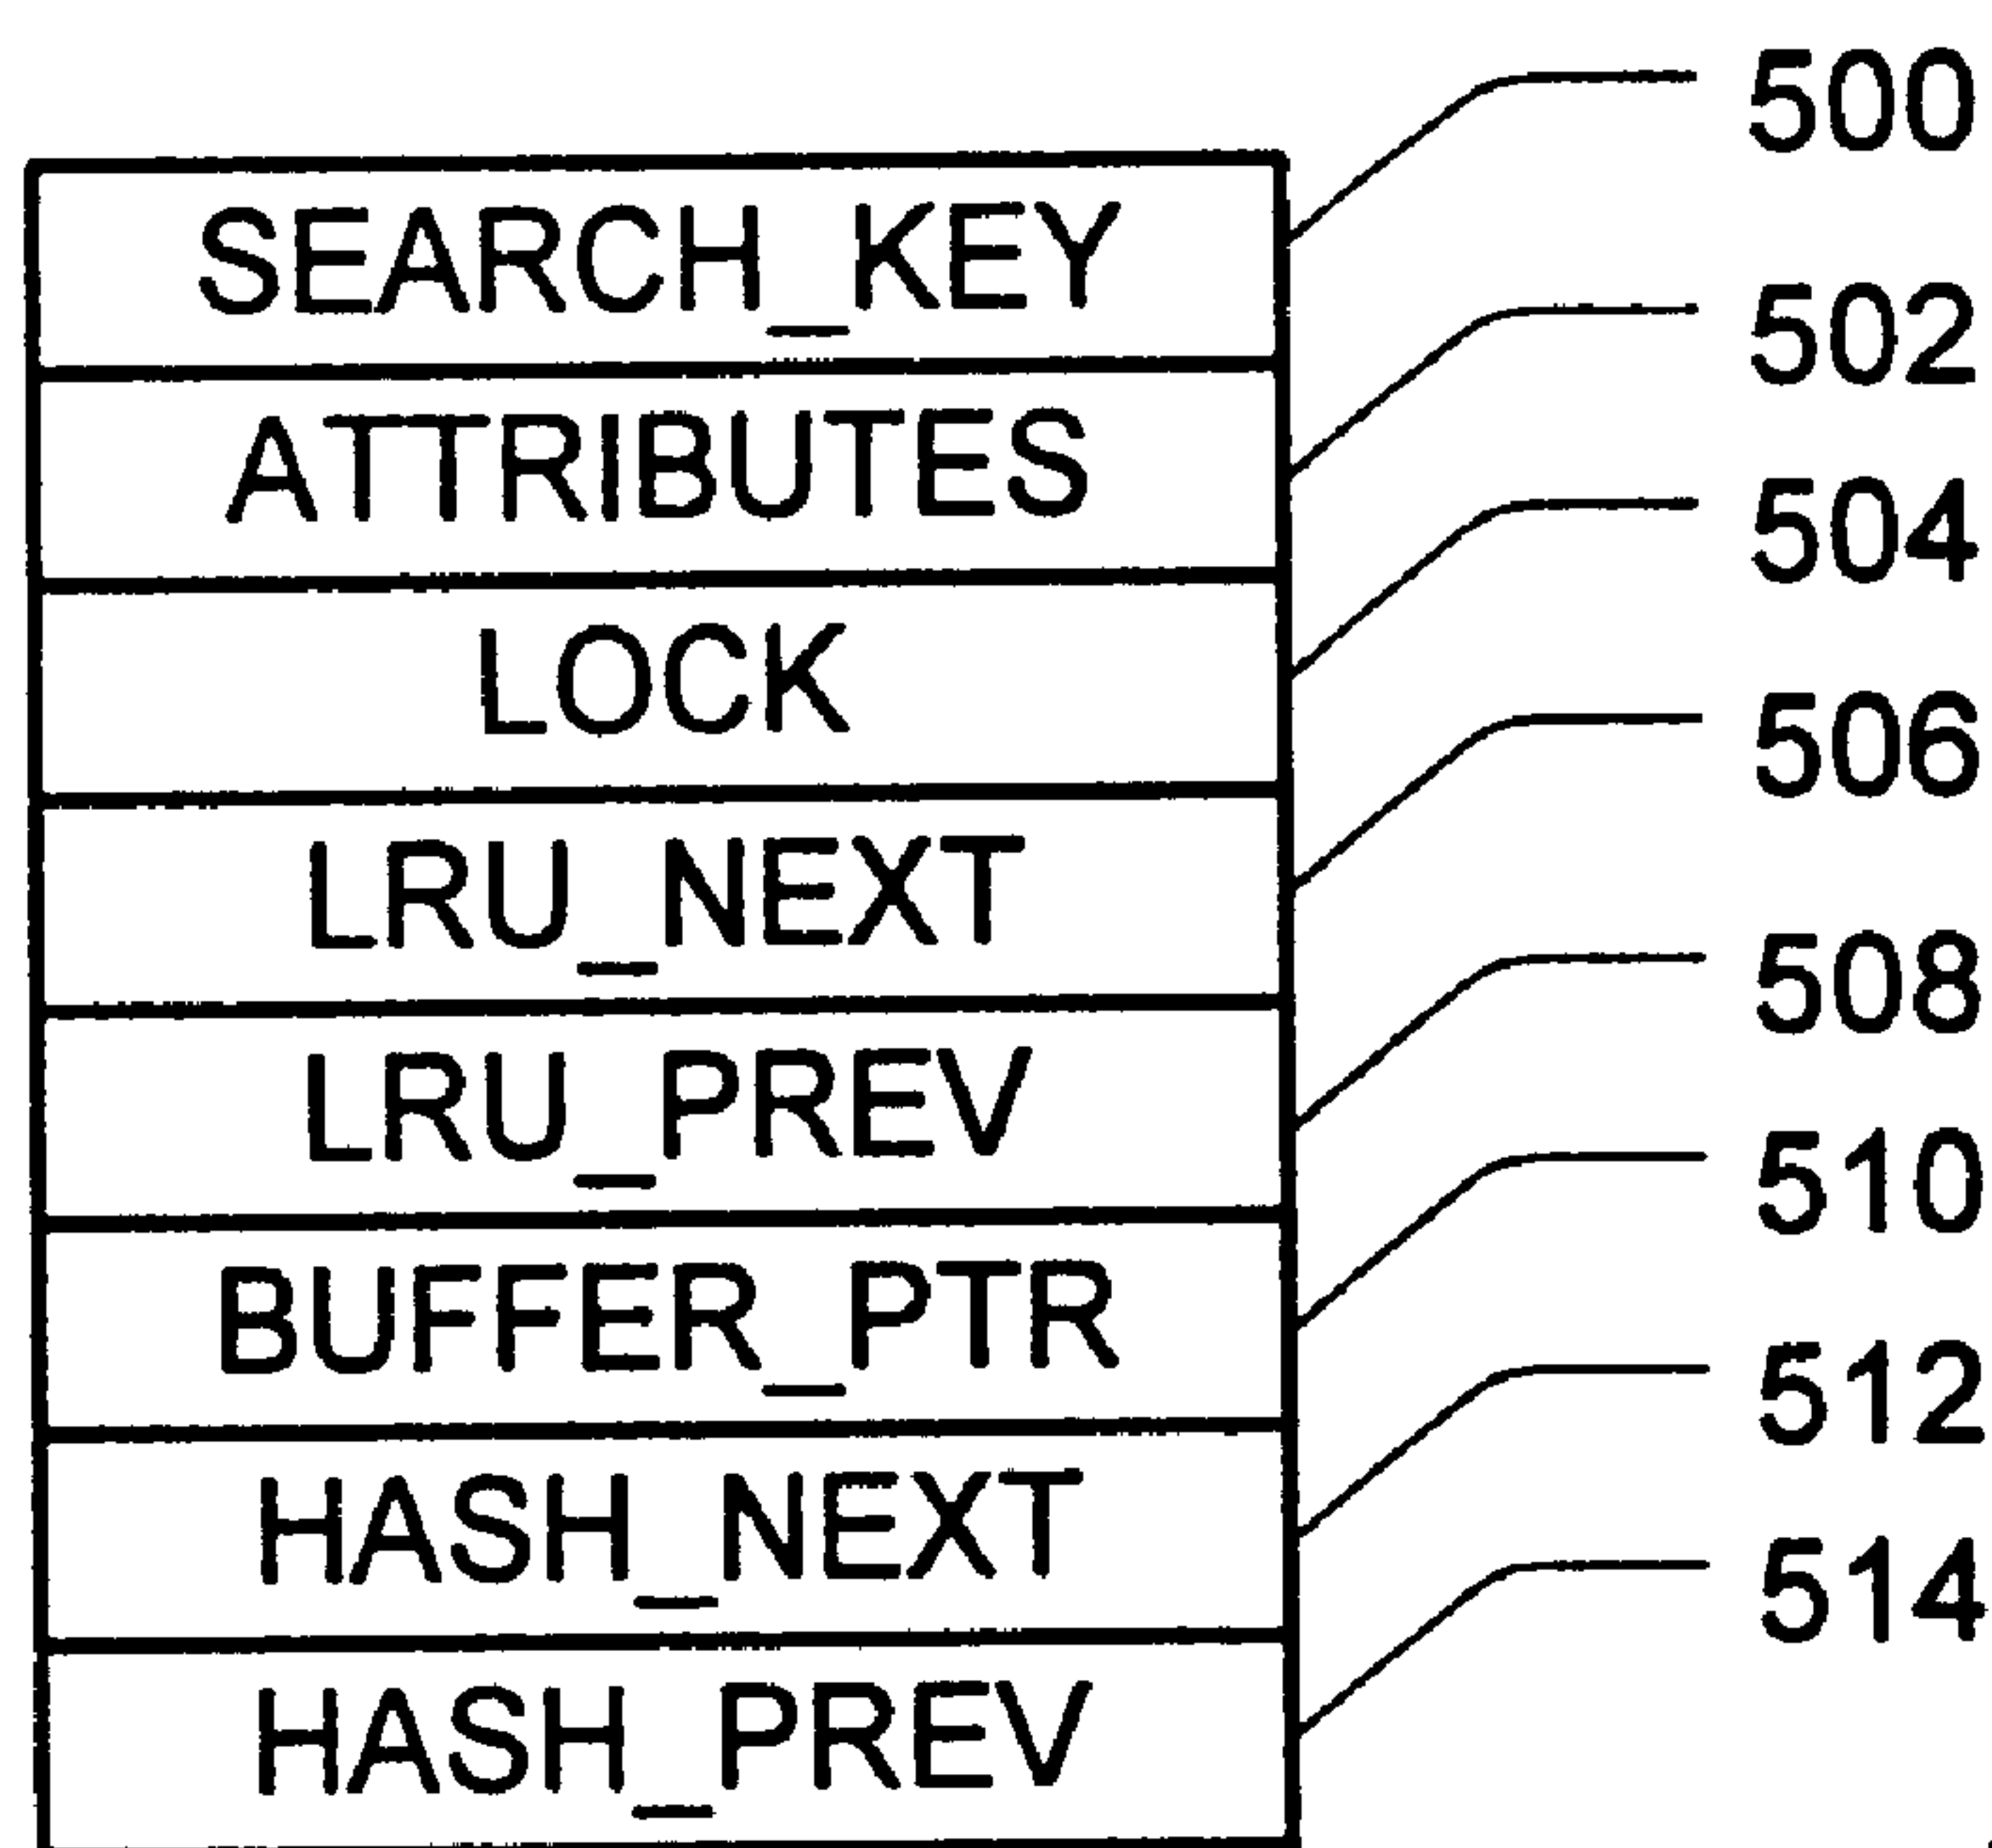 500
SEARCH_KEY
502
ATTRIBUTES
504
LOCK
506
LRU_NEXT
508
LRU_PREV
510
BUFFER_PTR
512
HASH_NEXT
514
HASH_PREV